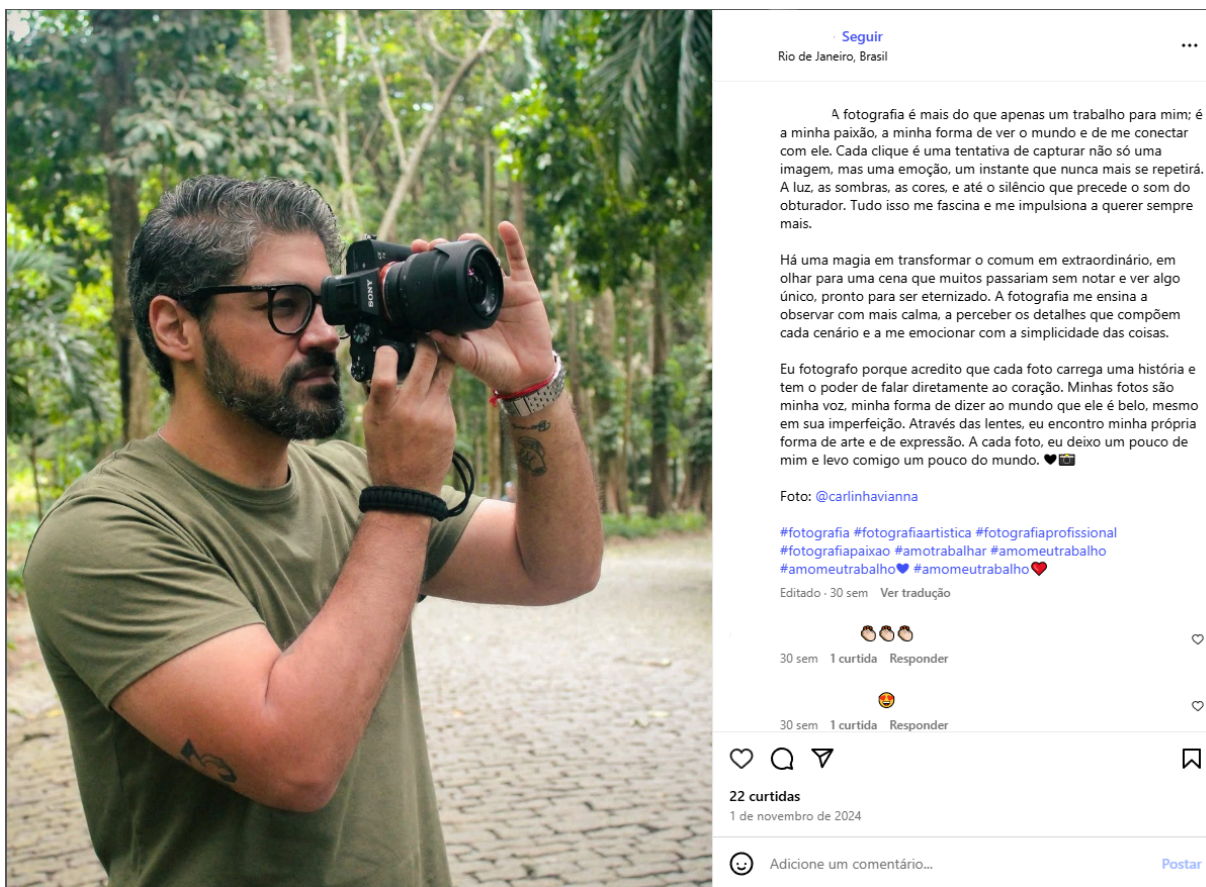 SONY
Seguir
Rio de Janeiro, Brasil
A fotografia é mais do que apenas um trabalho para mim; é
a minha paixão, a minha forma de ver o mundo e de me conectar
com ele. Cada clique é uma tentativa de capturar não só uma
imagem, mas uma emoção, um instante que nunca mais se repetirá.
A luz, as sombras, as cores, e até o silêncio que precede o som do
obturador. Tudo isso me fascina e me impulsiona a querer sempre
mais.
Há uma magia em transformar o comum em extraordinário, em
olhar para uma cena que muitos passariam sem notar e ver algo
único, pronto para ser eternizado. A fotografia me ensina a
observar com mais calma, a perceber os detalhes que compõem
cada cenário e a me emocionar com a simplicidade das coisas.
Eu fotografo porque acredito que cada foto carrega uma história e
tem o poder de falar diretamente ao coração. Minhas fotos são
minha voz, minha forma de dizer ao mundo que ele é belo, mesmo
em sua imperfeição. Através das lentes, eu encontro minha própria
forma de arte e de expressão. A cada foto, eu deixo um pouco de
mim e levo comigo um pouco do mundo. 🖤📸
Foto: @carlinhavianna
#fotografia #fotografiaartistica #fotografiaprofissional
#fotografiapaixao #amotrabalhar #amomeutrabalho
#amomeutrabalho💙 #amomeutrabalho❤️
Editado · 30 sem Ver tradução
👏🏻👏🏻👏🏻
30 sem 1 curtida Responder
😍
30 sem 1 curtida Responder
22 curtidas
1 de novembro de 2024
Adicione um comentário...
Postar